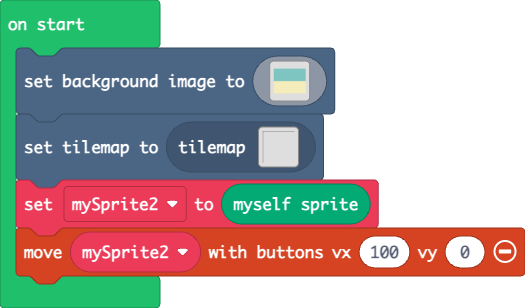 on start
set background image to
set tilemap to tilemap
set mySprite2 to myself sprite
move mySprite2 with buttons vx 100 vy 0